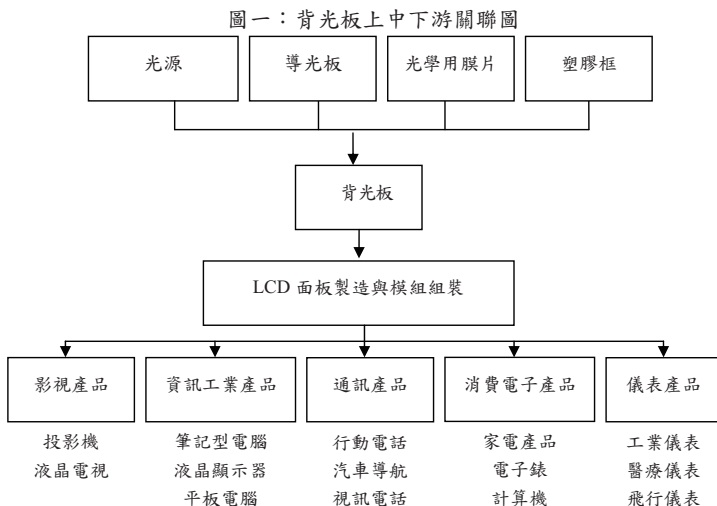 圖一：背光板上中下游關聯圖
光源 導光板 光學用膜片 塑膠框
背光板
LCD 面板製造與模組組裝
影視產品 資訊工業產品 通訊產品 消費電子產品 儀表產品
投影機 筆記型電腦 行動電話 家電產品 工業儀表
液晶電視 液晶顯示器 汽車導航 電子錶 醫療儀表
平板電腦 視訊電話 計算機 飛行儀表